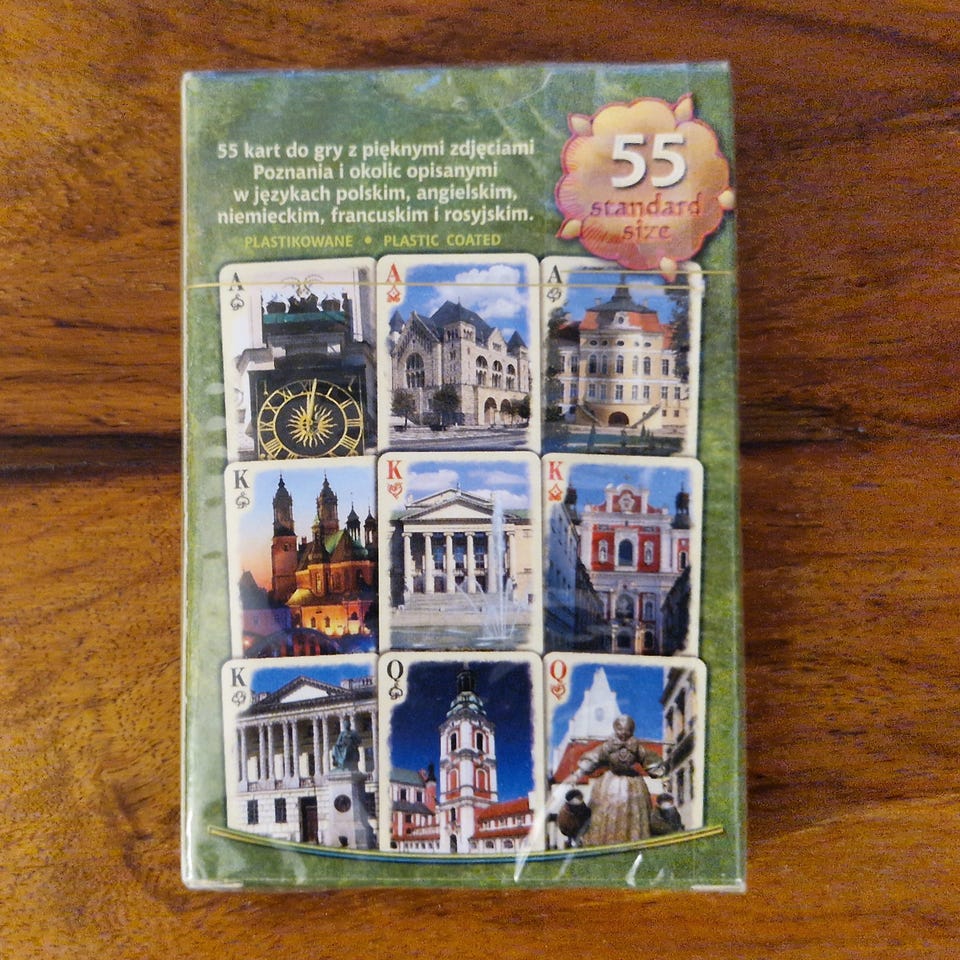 55 kart do gry z pięknymi zdjęciami
Poznania i okolic opisanymi
w językach polskim, angielskim,
niemieckim, francuskim i rosyjskim.
PLASTIKOWANE • PLASTIC COATED
55
standard
size
A
A
A
K
K
K
K
Q
Q